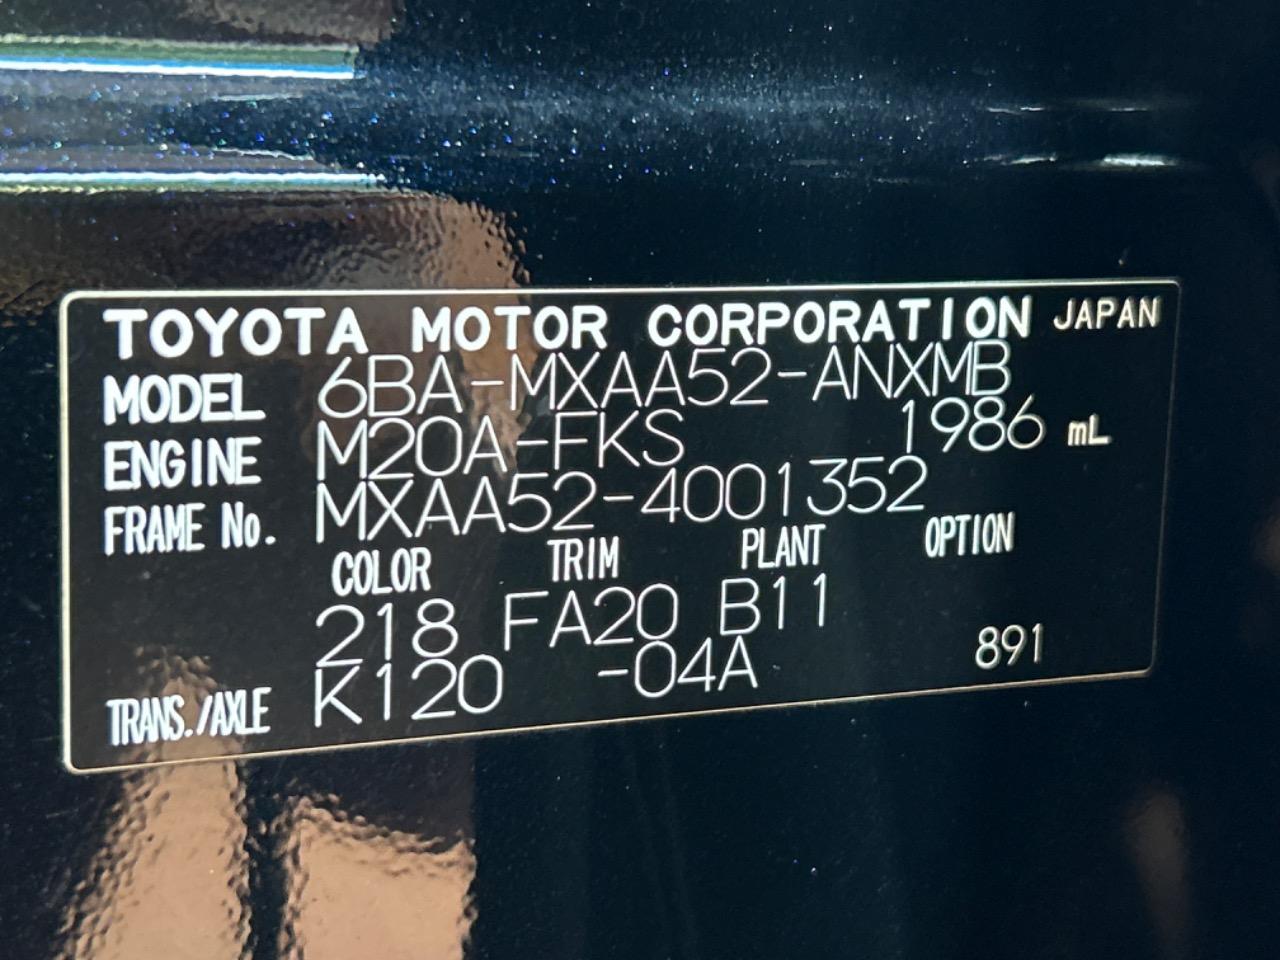 TOYOTA MOTOR CORPORATION JAPAN
MODEL 6BA-MXAA52-ANXMB
ENGINE M20A-FKS 1986 mL
FRAME No. MXAA52-4001352
COLOR TRIM PLANT OPTION
218 FA20 B11
TRANS./AXLE K120 -04A 891